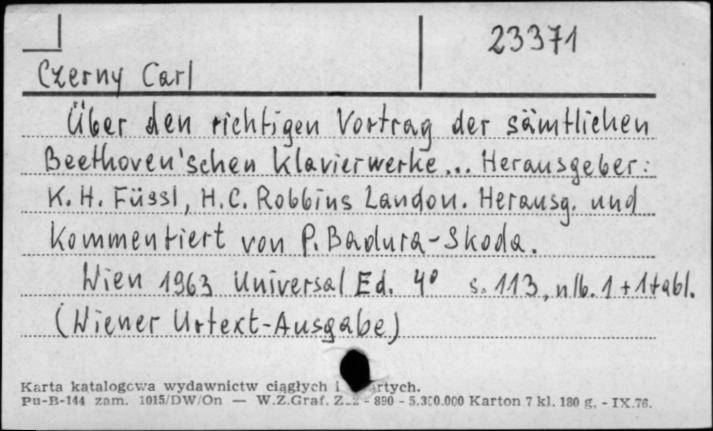 23371
Czerny Carl
Über den richtigen Vortrag der sämtlichen
Beethoven'schen Klavierwerke... Herausgeber:
K. H. Füssl, H.C. Robbins Landon. Herausg. und
kommentiert von P. Badura-Skoda.
Wien 1963 Universal Ed. 4° s. 113, nlb. 1 + 1 tabl.
(Wiener Urtext-Ausgabe)
Karta katalogowa wydawnictw ciągłych i
Pu-B-144 zam. 1015/DW/On — W.Z.Graf. - 890 - 5.300.000 Karton 7 kl. 180 g. - IX.76.